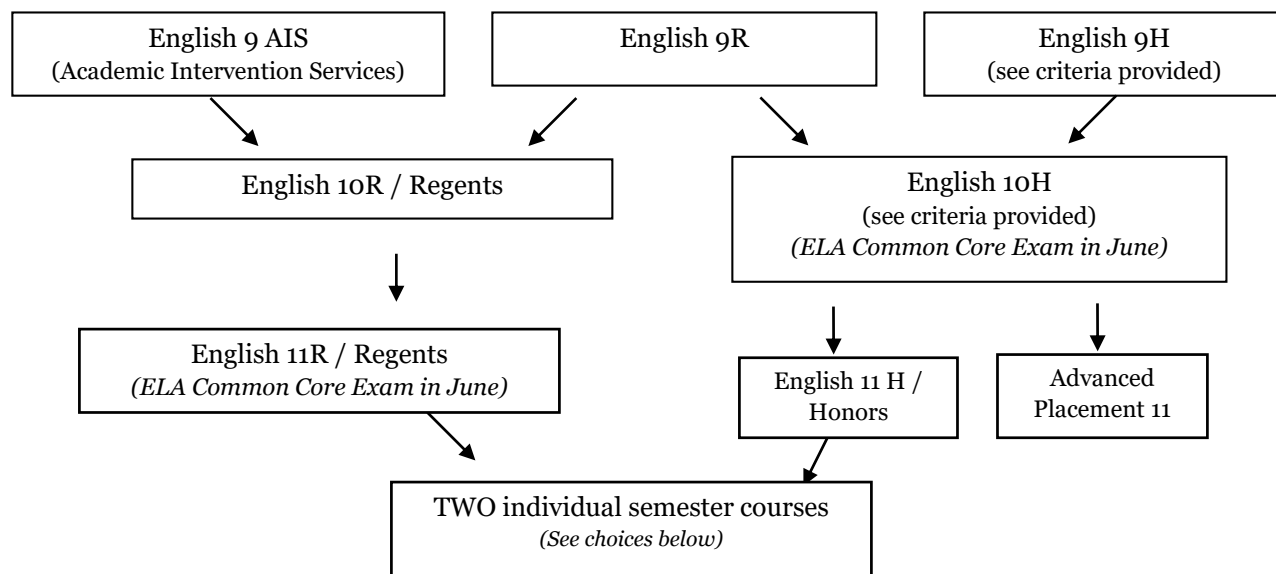 English 9 AIS
(Academic Intervention Services)
English 9R
English 9H
(see criteria provided)
English 10R / Regents
English 10H
(see criteria provided)
(ELA Common Core Exam in June)
English 11R / Regents
(ELA Common Core Exam in June)
English 11 H /
Honors
Advanced
Placement 11
TWO individual semester courses
(See choices below)